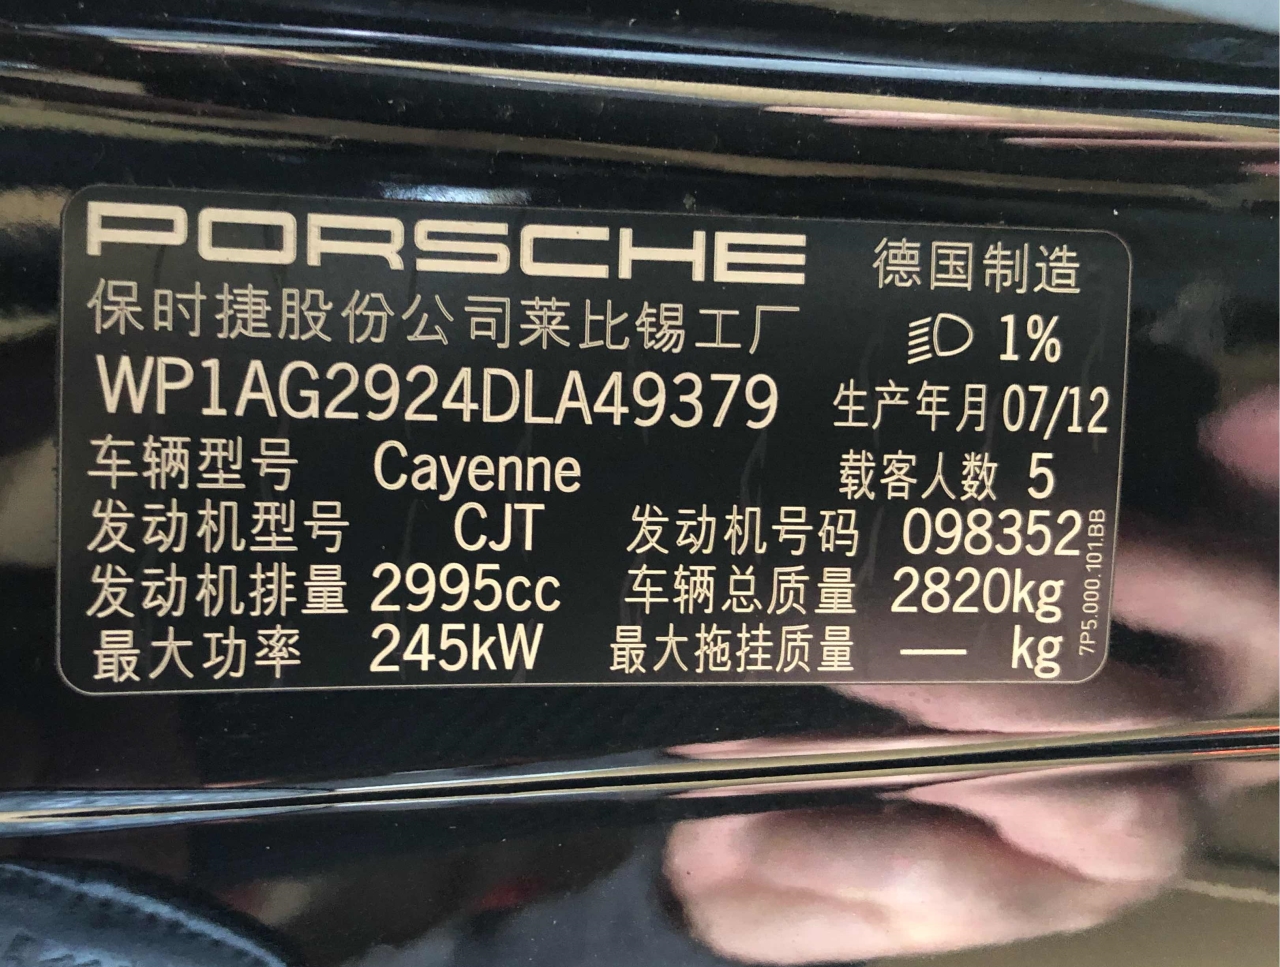 PORSCHE 德国制造
保时捷股份公司莱比锡工厂 1%
WP1AG2924DLA49379 生产年月 07/12
车辆型号 Cayenne 载客人数 5
发动机型号 CJT 发动机号码 098352
发动机排量 2995cc 车辆总质量 2820kg
最大功率 245kW 最大拖挂质量 — kg
7P5.000.101.BB